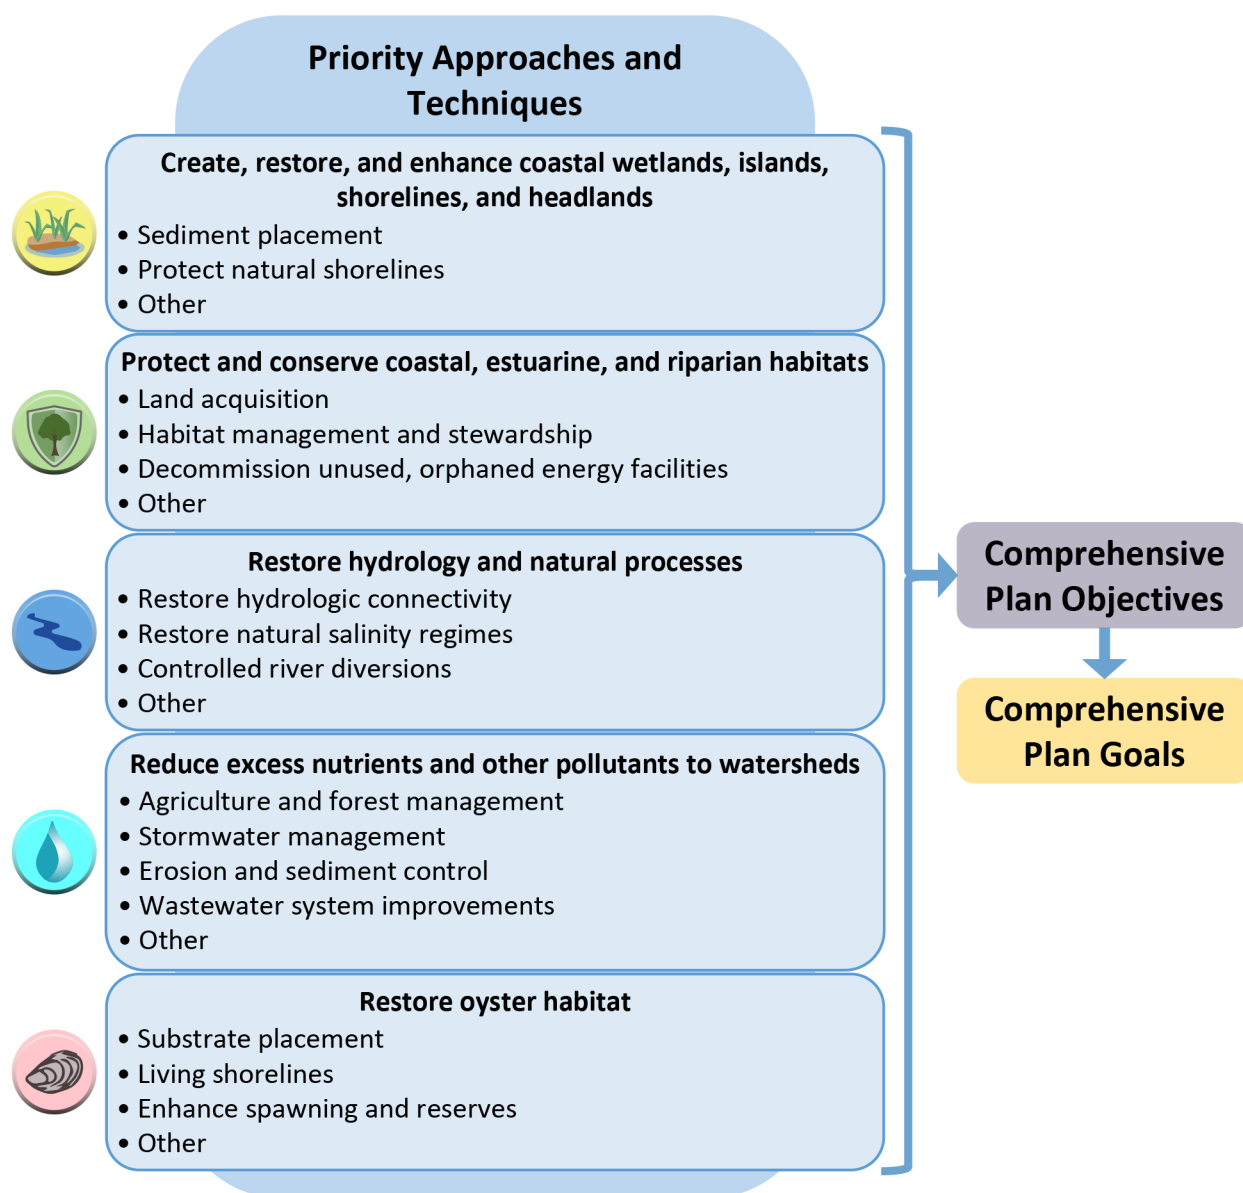 Priority Approaches and
Techniques
Create, restore, and enhance coastal wetlands, islands,
shorelines, and headlands
• Sediment placement
• Protect natural shorelines
• Other
Protect and conserve coastal, estuarine, and riparian habitats
• Land acquisition
• Habitat management and stewardship
• Decommission unused, orphaned energy facilities
• Other
Restore hydrology and natural processes
• Restore hydrologic connectivity
• Restore natural salinity regimes
• Controlled river diversions
• Other
Reduce excess nutrients and other pollutants to watersheds
• Agriculture and forest management
• Stormwater management
• Erosion and sediment control
• Wastewater system improvements
• Other
Restore oyster habitat
• Substrate placement
• Living shorelines
• Enhance spawning and reserves
• Other
Comprehensive
Plan Objectives
Comprehensive
Plan Goals